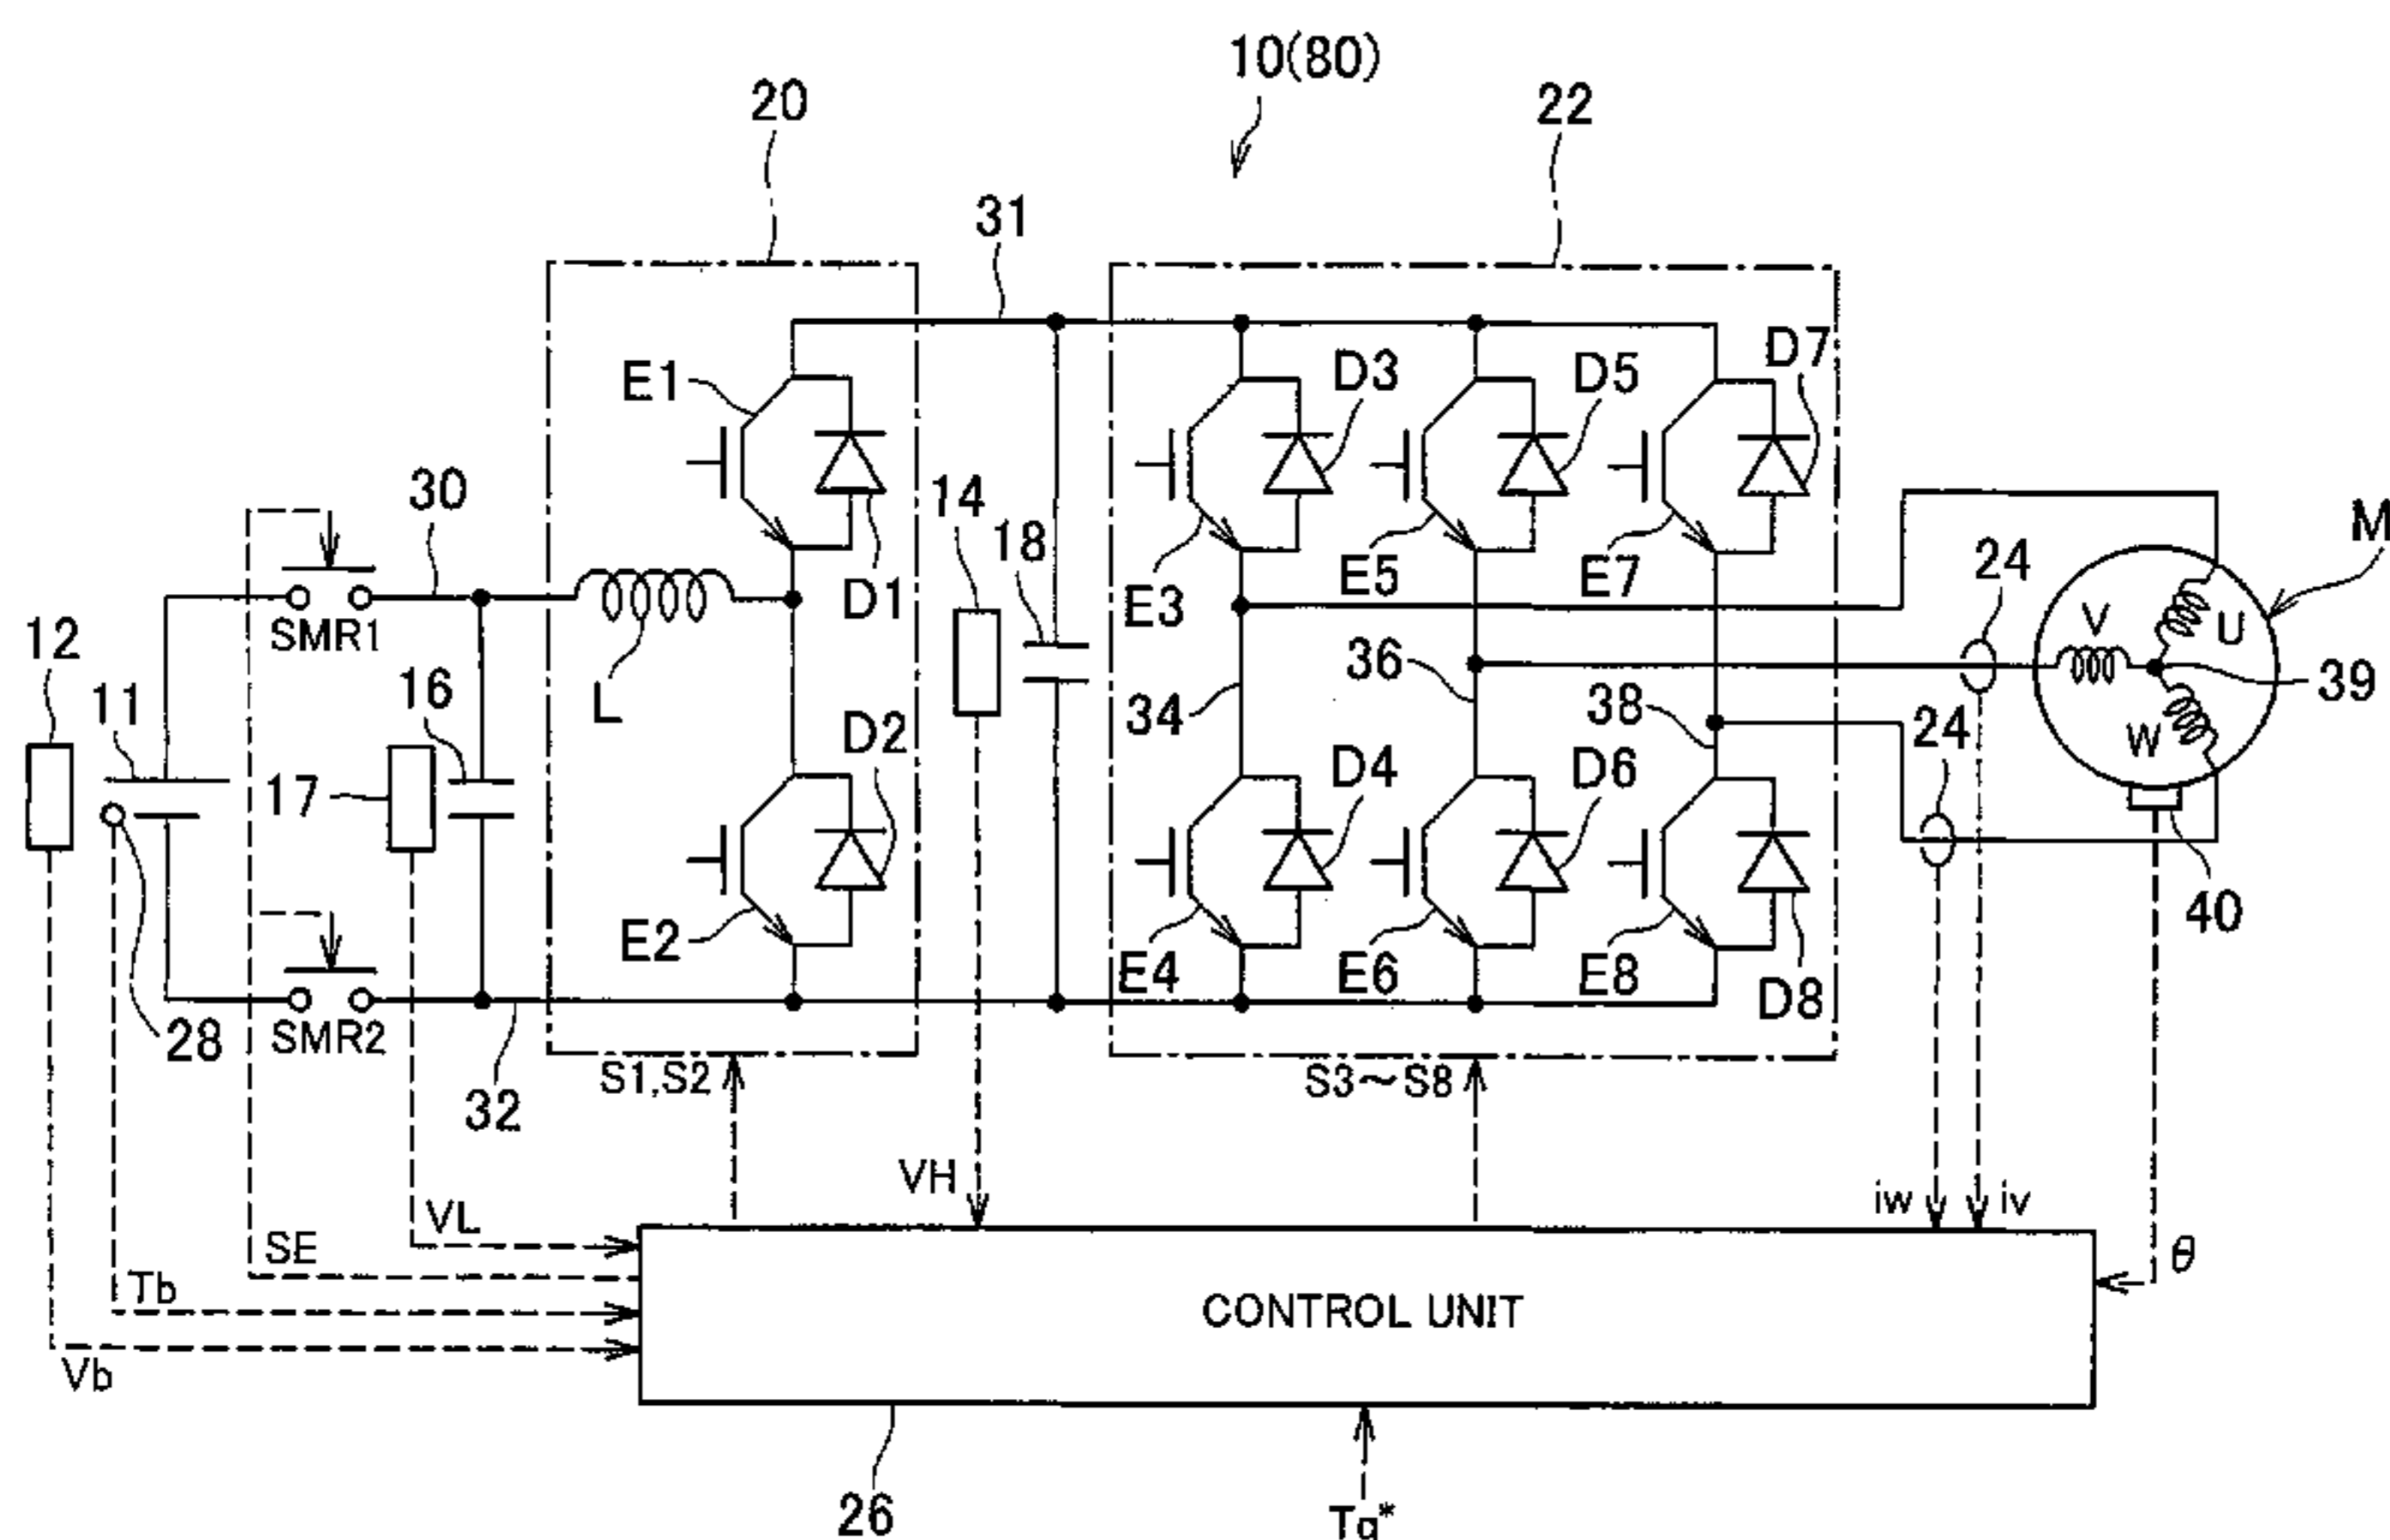 10(80)
20
22
31
E1
D3
D5
D7
30
14
18
M
SMR1
D1
E3
E5
E7
24
V
U
12
11
16
L
34
36
38
39
17
D2
D4
D6
24
W
E2
E4
E6
E8
D8
40
28
SMR2
32
S1,S2
S3～S8
VH
iw
iv
VL
SE
θ
Tb
CONTROL UNIT
Vb
26
Tq*